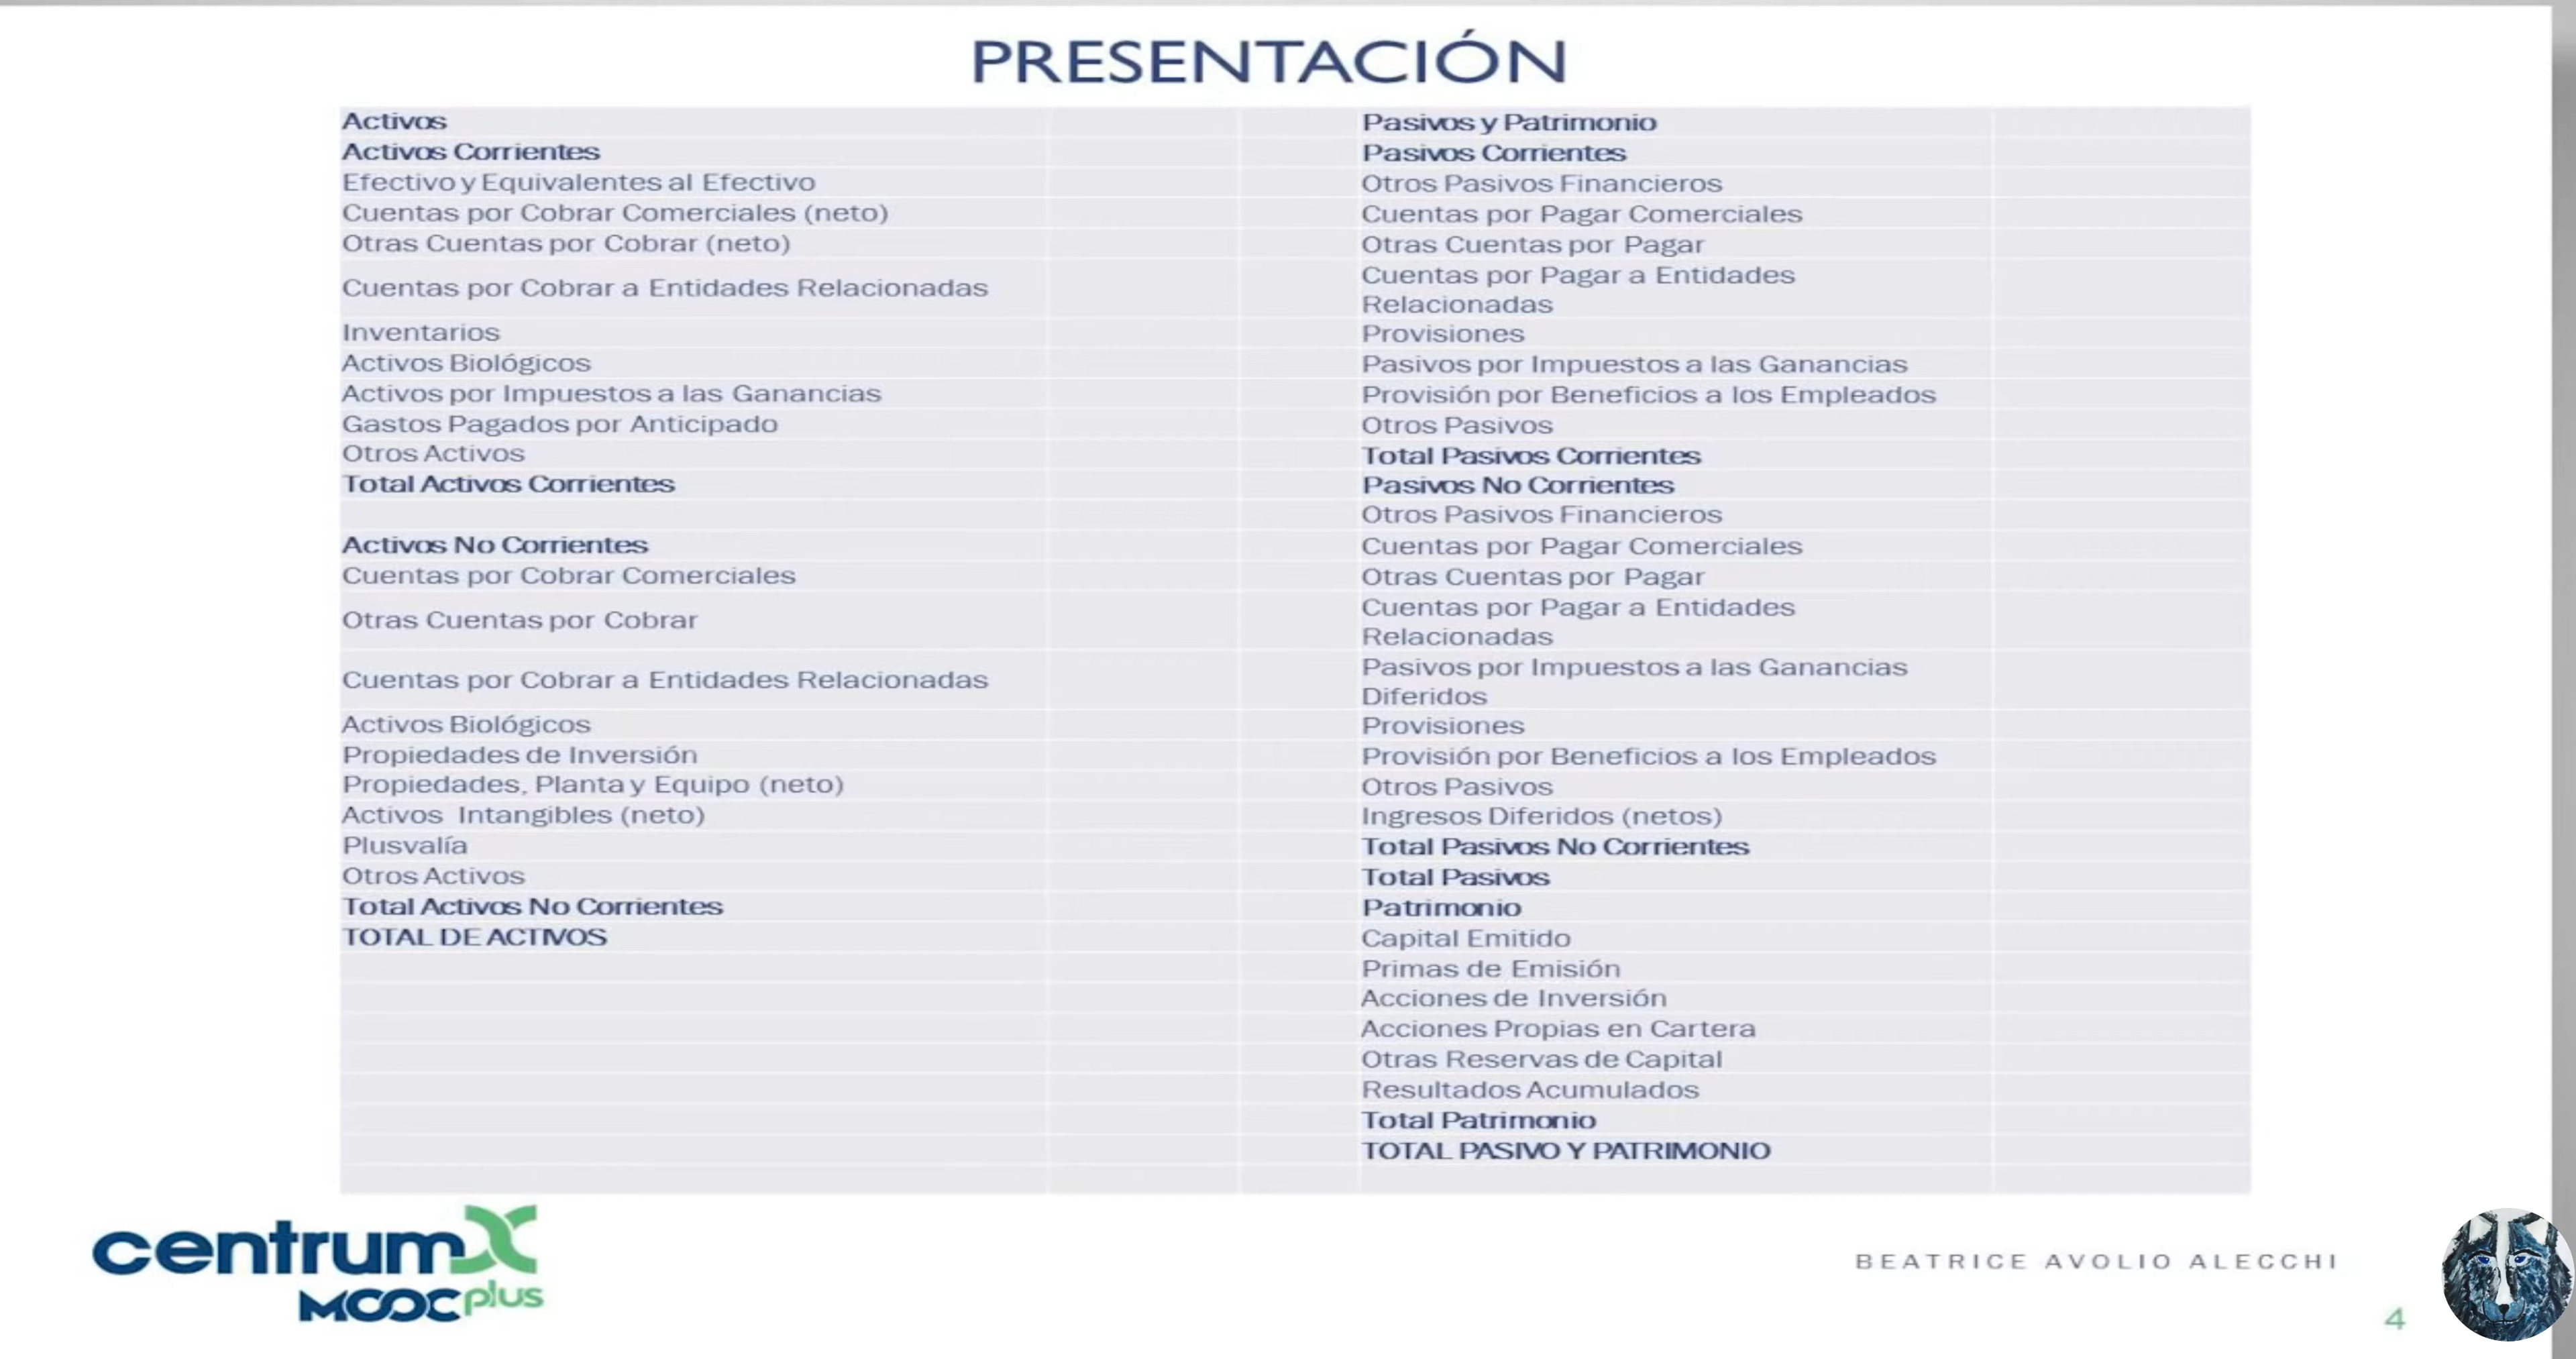 PRESENTACIÓN
Activos
Activos Corrientes
Efectivo y Equivalentes al Efectivo
Cuentas por Cobrar Comerciales (neto)
Otras Cuentas por Cobrar (neto)
Cuentas por Cobrar a Entidades Relacionadas
Inventarios
Activos Biológicos
Activos por Impuestos a las Ganancias
Gastos Pagados por Anticipado
Otros Activos
Total Activos Corrientes
Activos No Corrientes
Cuentas por Cobrar Comerciales
Otras Cuentas por Cobrar
Cuentas por Cobrar a Entidades Relacionadas
Activos Biológicos
Propiedades de Inversión
Propiedades, Planta y Equipo (neto)
Activos Intangibles (neto)
Plusvalía
Otros Activos
Total Activos No Corrientes
TOTAL DE ACTIVOS
Pasivos y Patrimonio
Pasivos Corrientes
Otros Pasivos Financieros
Cuentas por Pagar Comerciales
Otras Cuentas por Pagar
Cuentas por Pagar a Entidades
Relacionadas
Provisiones
Pasivos por Impuestos a las Ganancias
Provisión por Beneficios a los Empleados
Otros Pasivos
Total Pasivos Corrientes
Pasivos No Corrientes
Otros Pasivos Financieros
Cuentas por Pagar Comerciales
Otras Cuentas por Pagar
Cuentas por Pagar a Entidades
Relacionadas
Pasivos por Impuestos a las Ganancias
Diferidos
Provisiones
Provisión por Beneficios a los Empleados
Otros Pasivos
Ingresos Diferidos (netos)
Total Pasivos No Corrientes
Total Pasivos
Patrimonio
Capital Emitido
Primas de Emisión
Acciones de Inversión
Acciones Propias en Cartera
Otras Reservas de Capital
Resultados Acumulados
Total Patrimonio
TOTAL PASIVO Y PATRIMONIO
centrumX
MOOC plus
BEATRICE AVOLIO ALECCHI
4